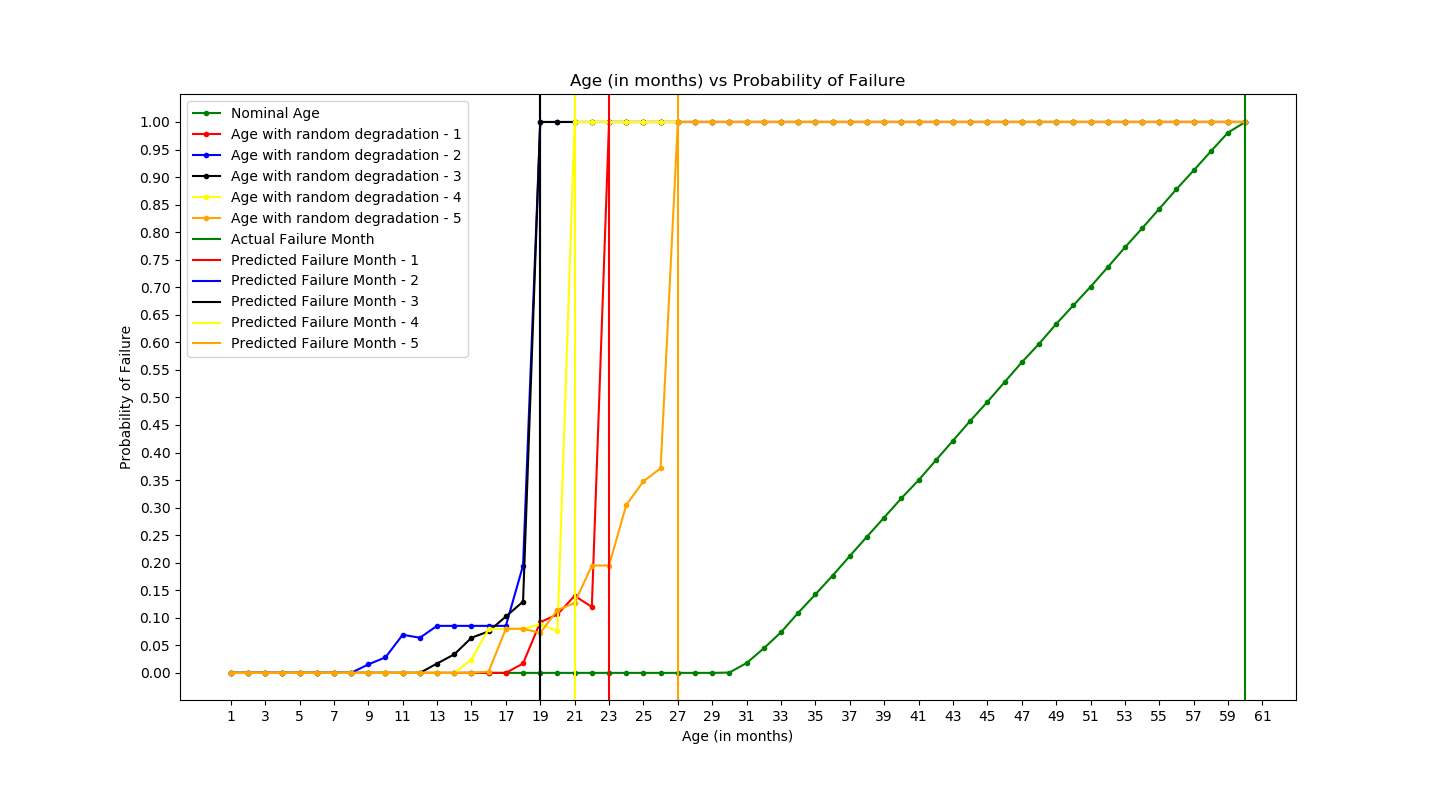 Age (in months) vs Probability of Failure
Nominal Age
Age with random degradation - 1
Age with random degradation - 2
Age with random degradation - 3
Age with random degradation - 4
Age with random degradation - 5
Actual Failure Month
Predicted Failure Month - 1
Predicted Failure Month - 2
Predicted Failure Month - 3
Predicted Failure Month - 4
Predicted Failure Month - 5
Probability of Failure
1.00
0.95
0.90
0.85
0.80
0.75
0.70
0.65
0.60
0.55
0.50
0.45
0.40
0.35
0.30
0.25
0.20
0.15
0.10
0.05
0.00
1 3 5 7 9 11 13 15 17 19 21 23 25 27 29 31 33 35 37 39 41 43 45 47 49 51 53 55 57 59 61
Age (in months)